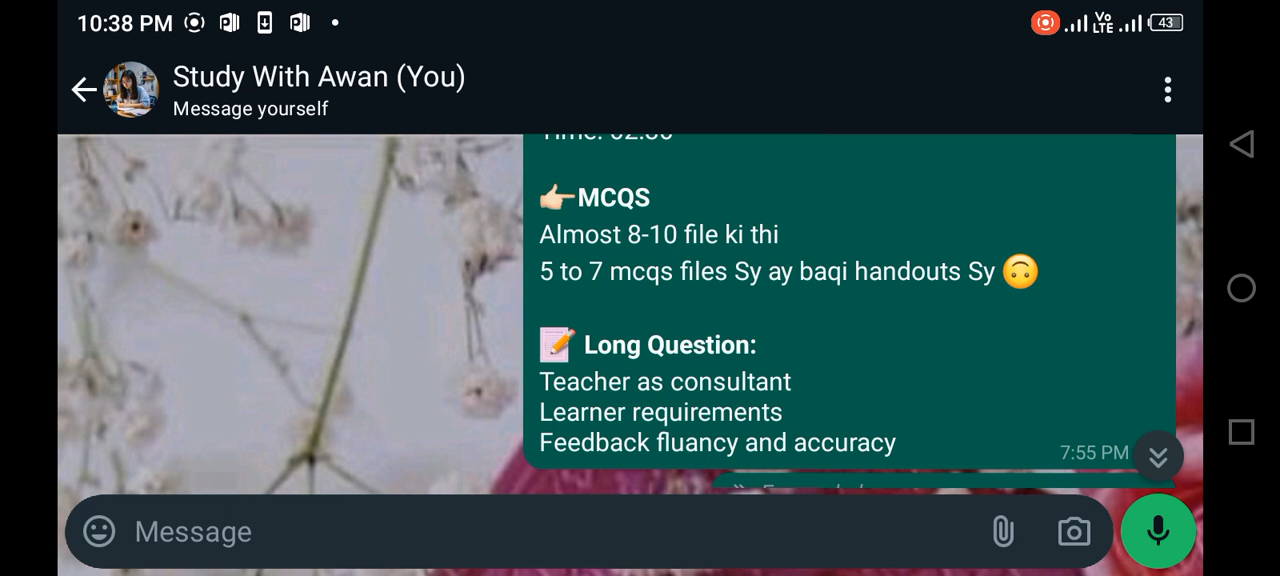 10:38 PM
Vo
LTE
43
Study With Awan (You)
Message yourself
👉🏻MCQS
Almost 8-10 file ki thi
5 to 7 mcqs files Sy ay baqi handouts Sy 🙃
📝 Long Question:
Teacher as consultant
Learner requirements
Feedback fluancy and accuracy
7:55 PM
Message